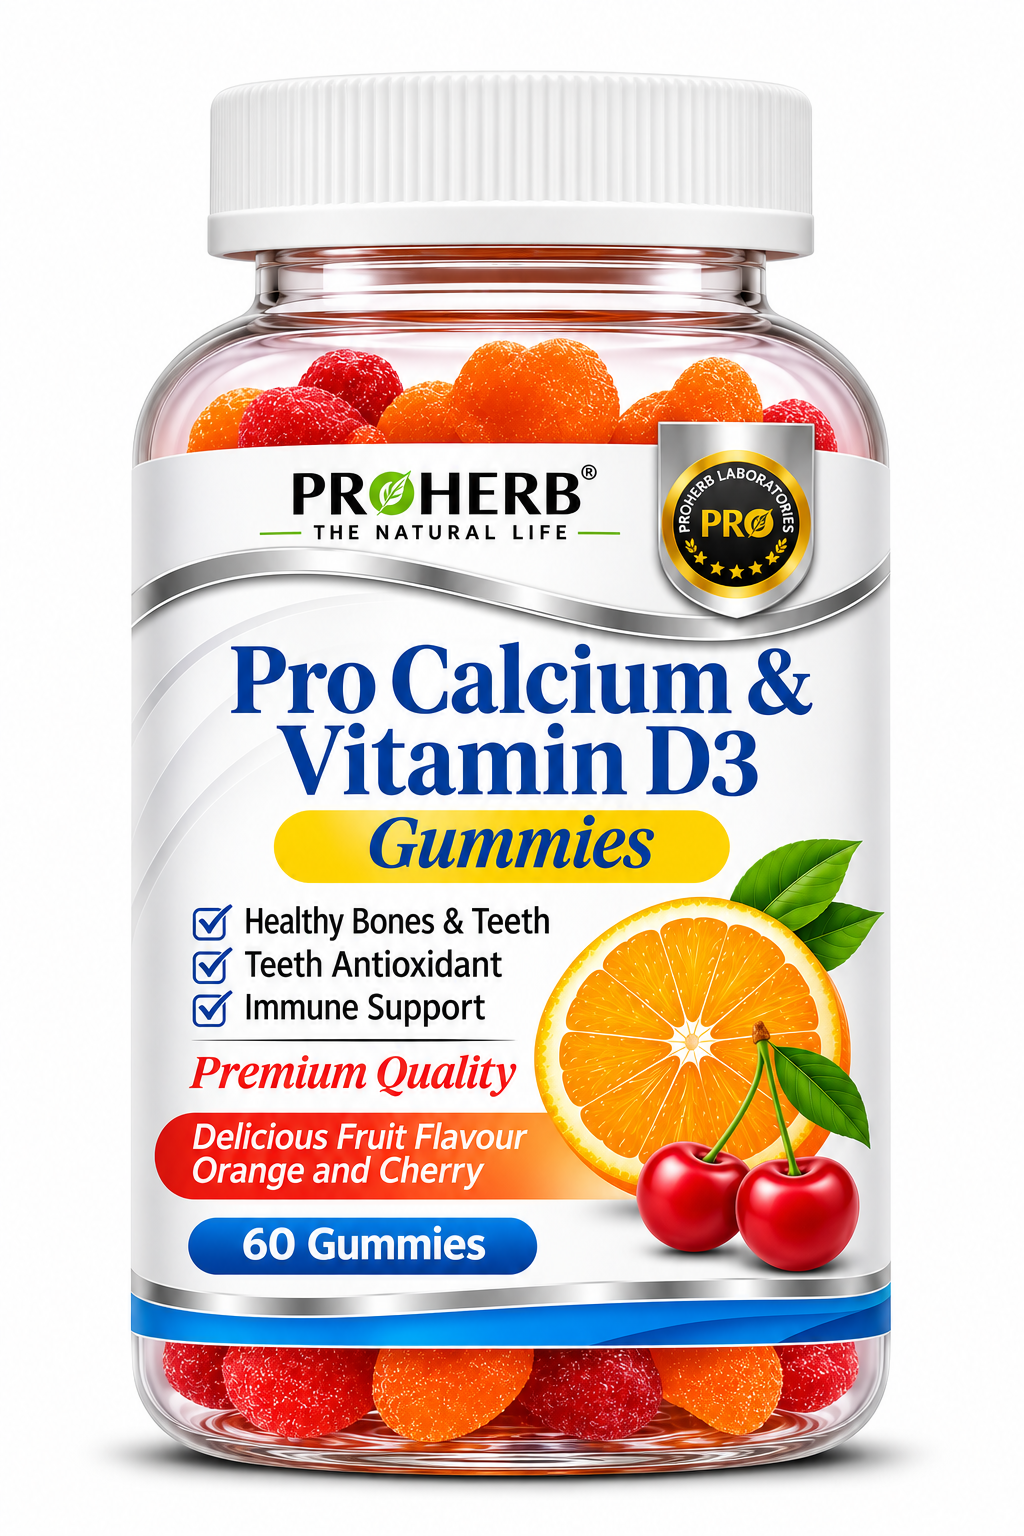 PROHERB®
THE NATURAL LIFE
PROHERB LABORATORIES
PRO
Pro Calcium &
Vitamin D3
Gummies
Healthy Bones & Teeth
Teeth Antioxidant
Immune Support
Premium Quality
Delicious Fruit Flavour
Orange and Cherry
60 Gummies